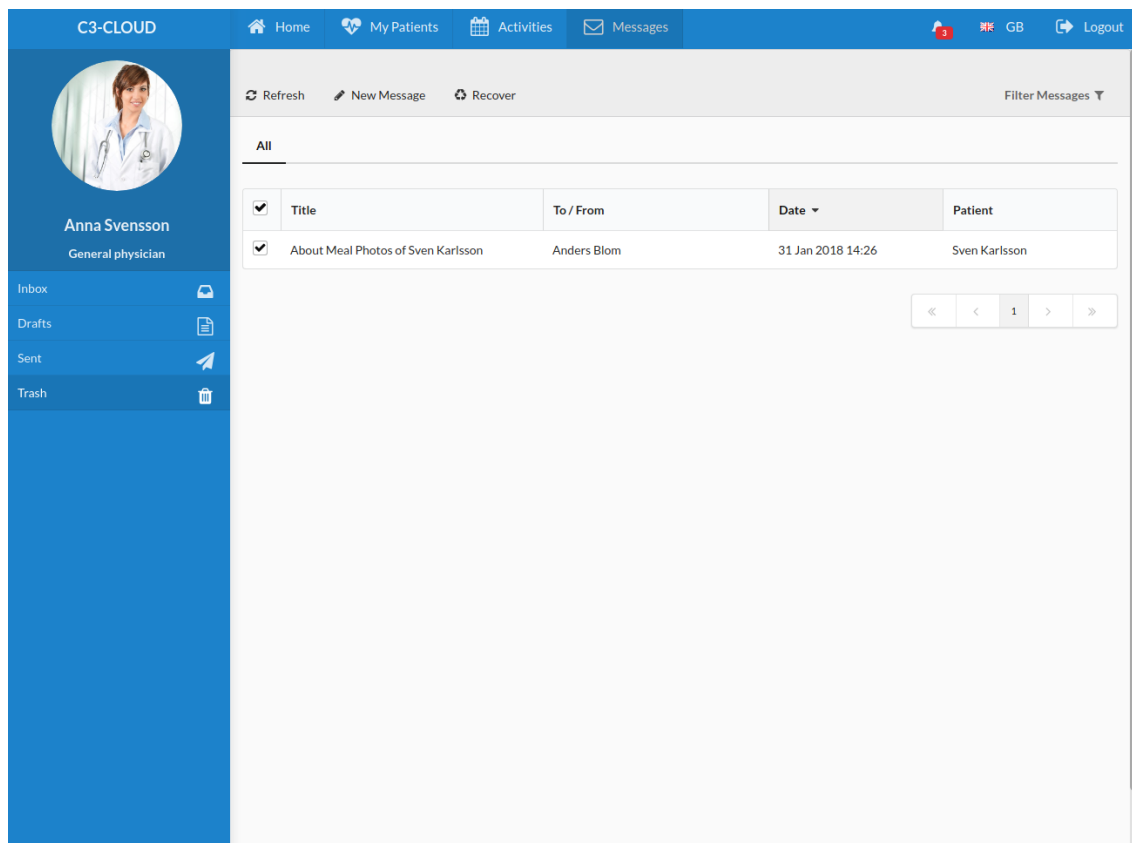 C3-CLOUD Home My Patients Activities Messages 3 GB Logout
Refresh New Message Recover Filter Messages
All
Title To / From Date Patient
About Meal Photos of Sven Karlsson Anders Blom 31 Jan 2018 14:26 Sven Karlsson
« < 1 > »
Anna Svensson
General physician
Inbox
Drafts
Sent
Trash